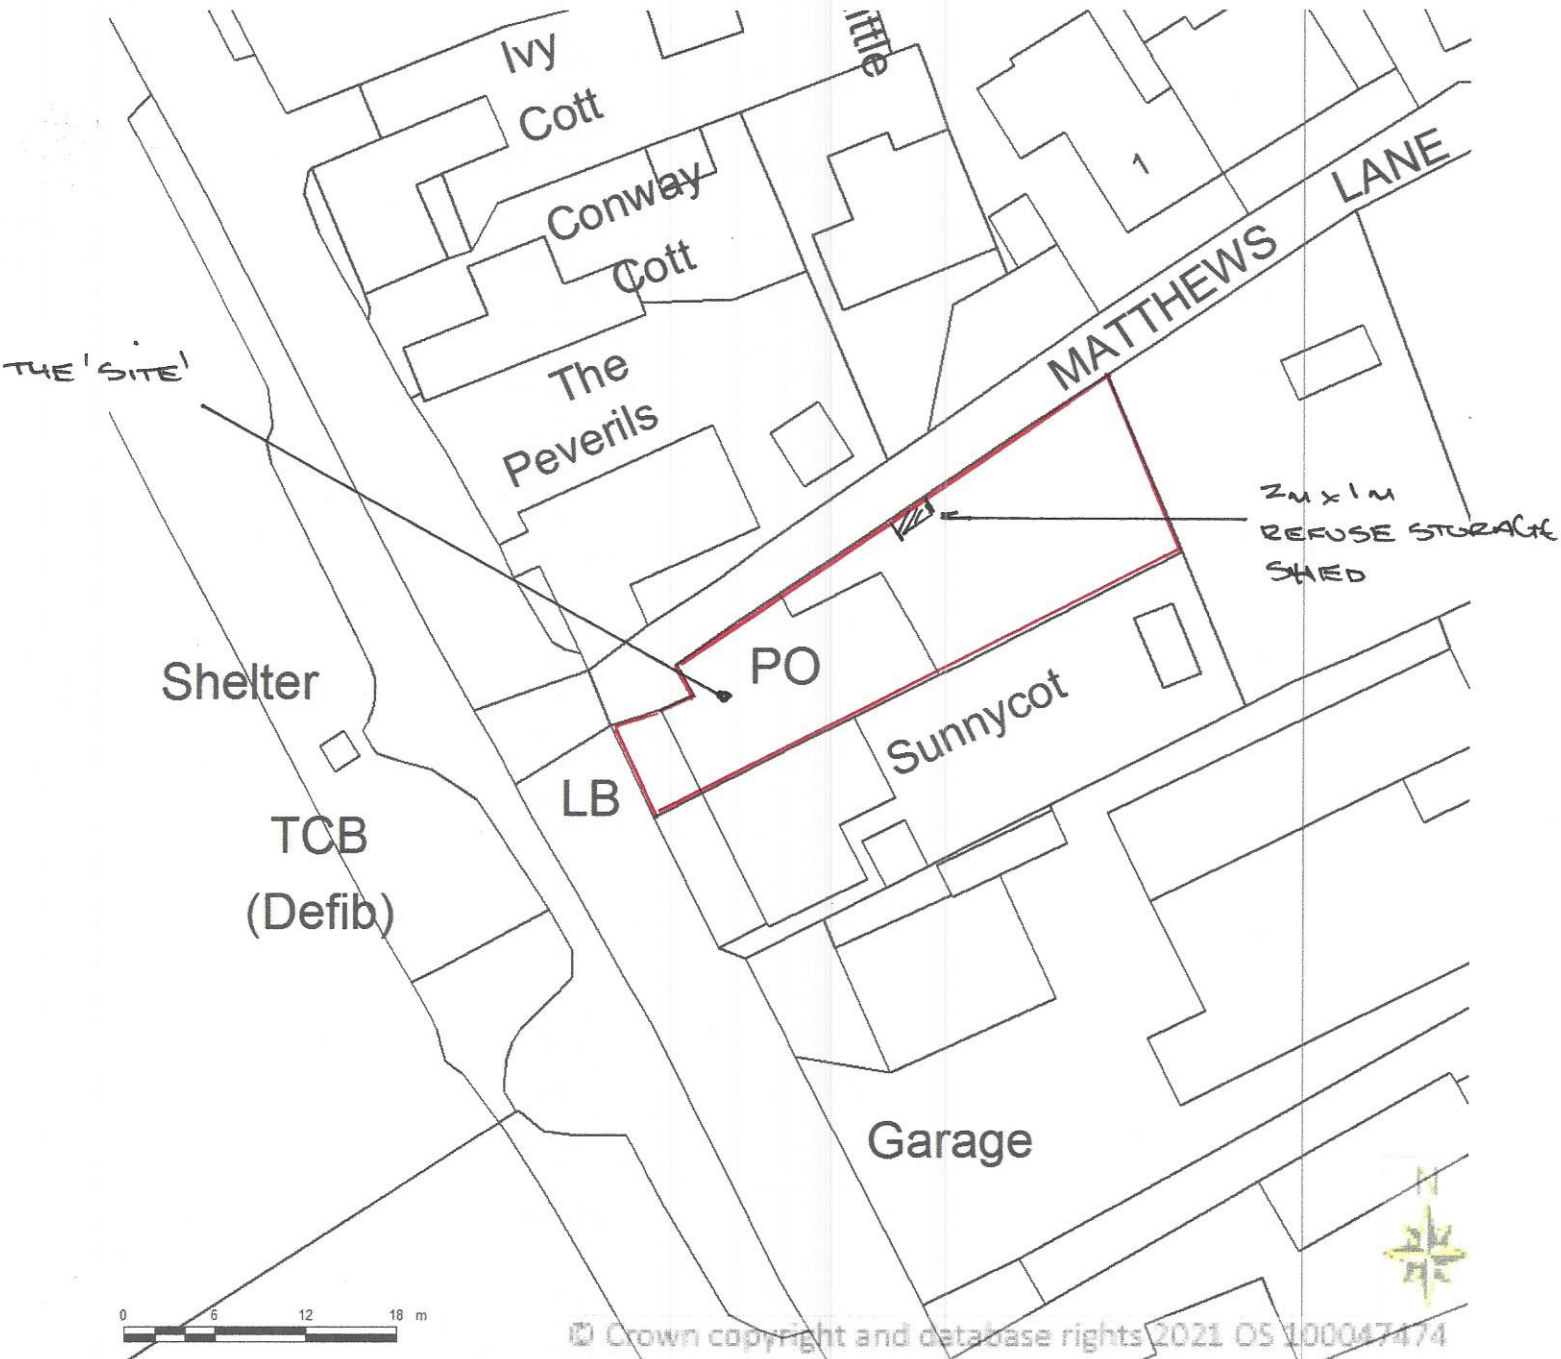 Ivy
Cott
ittle
Conway
Cott
1
MATTHEWS LANE
THE 'SITE'
The
Peverils
2M x 1M
REFUSE STORAGE
SHED
PO
Shelter
Sunnycot
LB
TCB
(Defib)
Garage
N
0 6 12 18 m
© Crown copyright and database rights 2021 OS 100047474